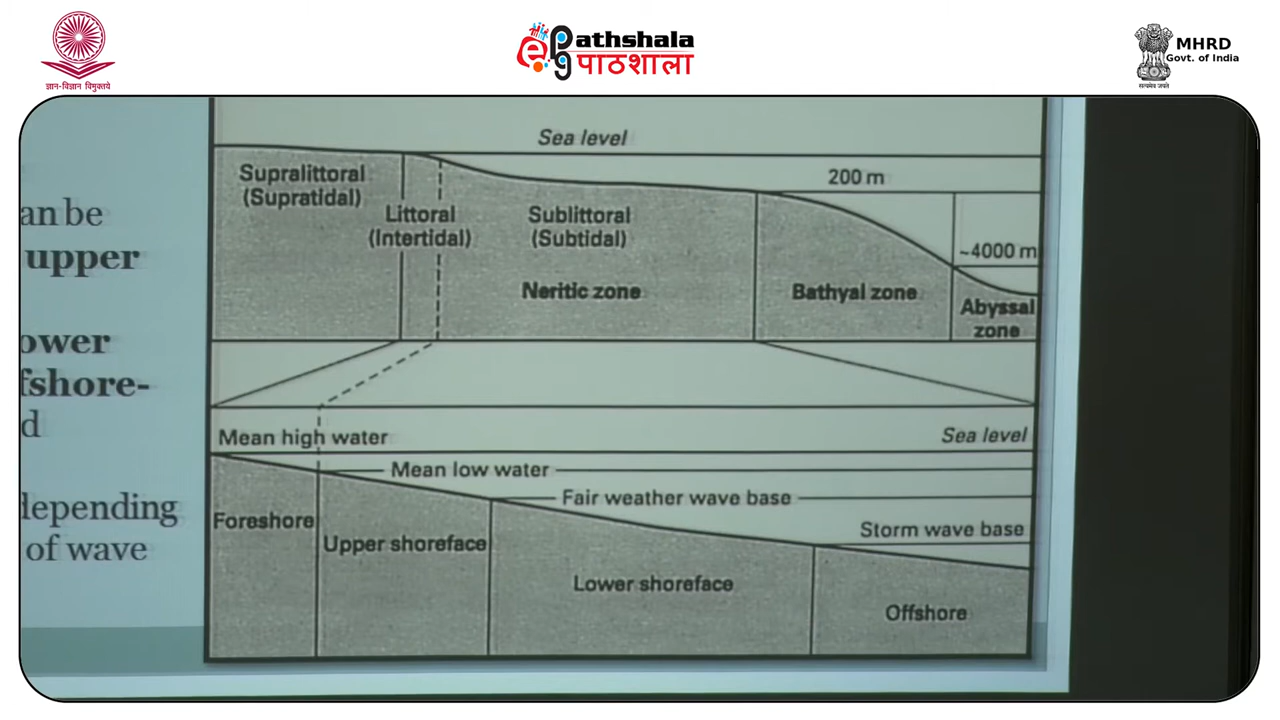 ज्ञान-विज्ञान विमुक्तये
ePathshala
पाठशाला
MHRD
Govt. of India
सत्यमेव जयते
an be
upper
ower
fshore-
d
depending
of wave
Sea level
Supralittoral
(Supratidal)
Littoral
(Intertidal)
Sublittoral
(Subtidal)
Neritic zone
200 m
Bathyal zone
~4000 m
Abyssal
zone
Mean high water
Sea level
Mean low water
Fair weather wave base
Storm wave base
Foreshore
Upper shoreface
Lower shoreface
Offshore